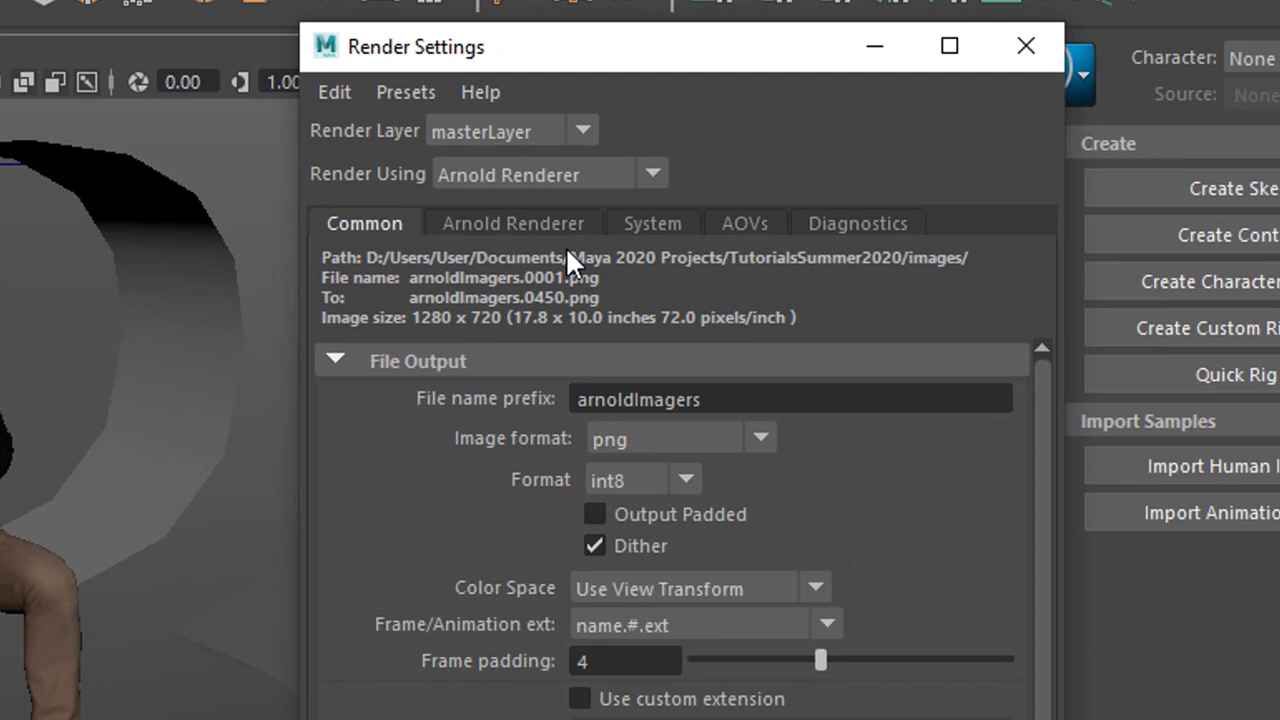 Render Settings
Edit Presets Help
Render Layer masterLayer
Render Using Arnold Renderer
Common Arnold Renderer System AOVs Diagnostics
Path: D:/Users/User/Documents/Maya 2020 Projects/TutorialsSummer2020/images/
File name: arnoldImagers.0001.png
To: arnoldImagers.0450.png
Image size: 1280 x 720 (17.8 x 10.0 inches 72.0 pixels/inch )
File Output
File name prefix: arnoldImagers
Image format: png
Format int8
Output Padded
Dither
Color Space Use View Transform
Frame/Animation ext: name.#.ext
Frame padding: 4
Use custom extension
0.00 1.00
Character: None
Source: None
Create
Create Ske
Create Cont
Create Character
Create Custom Ri
Quick Rig
Import Samples
Import Human I
Import Animatio